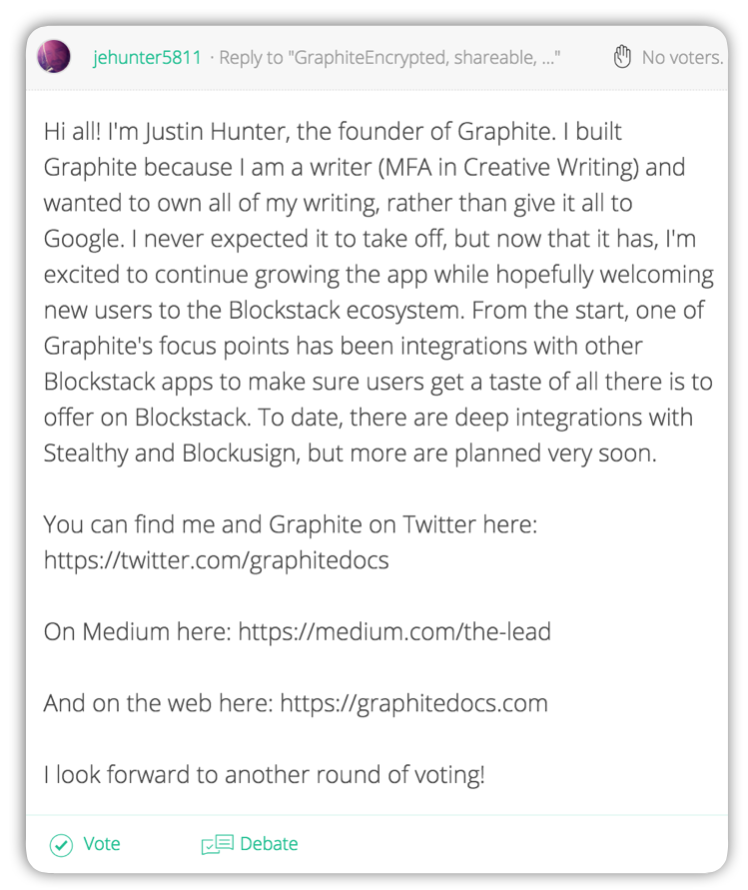 jehunter5811 · Reply to "GraphiteEncrypted, shareable, ..." No voters.
Hi all! I'm Justin Hunter, the founder of Graphite. I built
Graphite because I am a writer (MFA in Creative Writing) and
wanted to own all of my writing, rather than give it all to
Google. I never expected it to take off, but now that it has, I'm
excited to continue growing the app while hopefully welcoming
new users to the Blockstack ecosystem. From the start, one of
Graphite's focus points has been integrations with other
Blockstack apps to make sure users get a taste of all there is to
offer on Blockstack. To date, there are deep integrations with
Stealthy and Blockusign, but more are planned very soon.
You can find me and Graphite on Twitter here:
https://twitter.com/graphitedocs
On Medium here: https://medium.com/the-lead
And on the web here: https://graphitedocs.com
I look forward to another round of voting!
Vote Debate